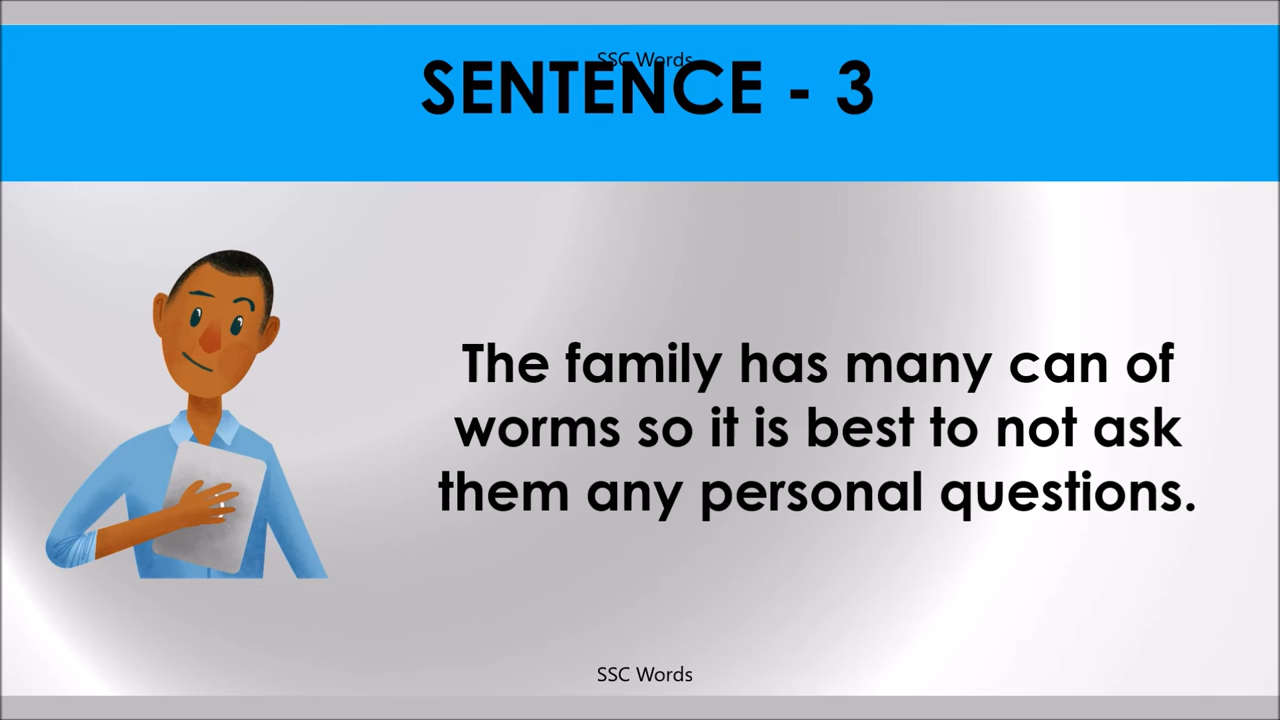 SSC Words
SENTENCE - 3
The family has many can of
worms so it is best to not ask
them any personal questions.
SSC Words